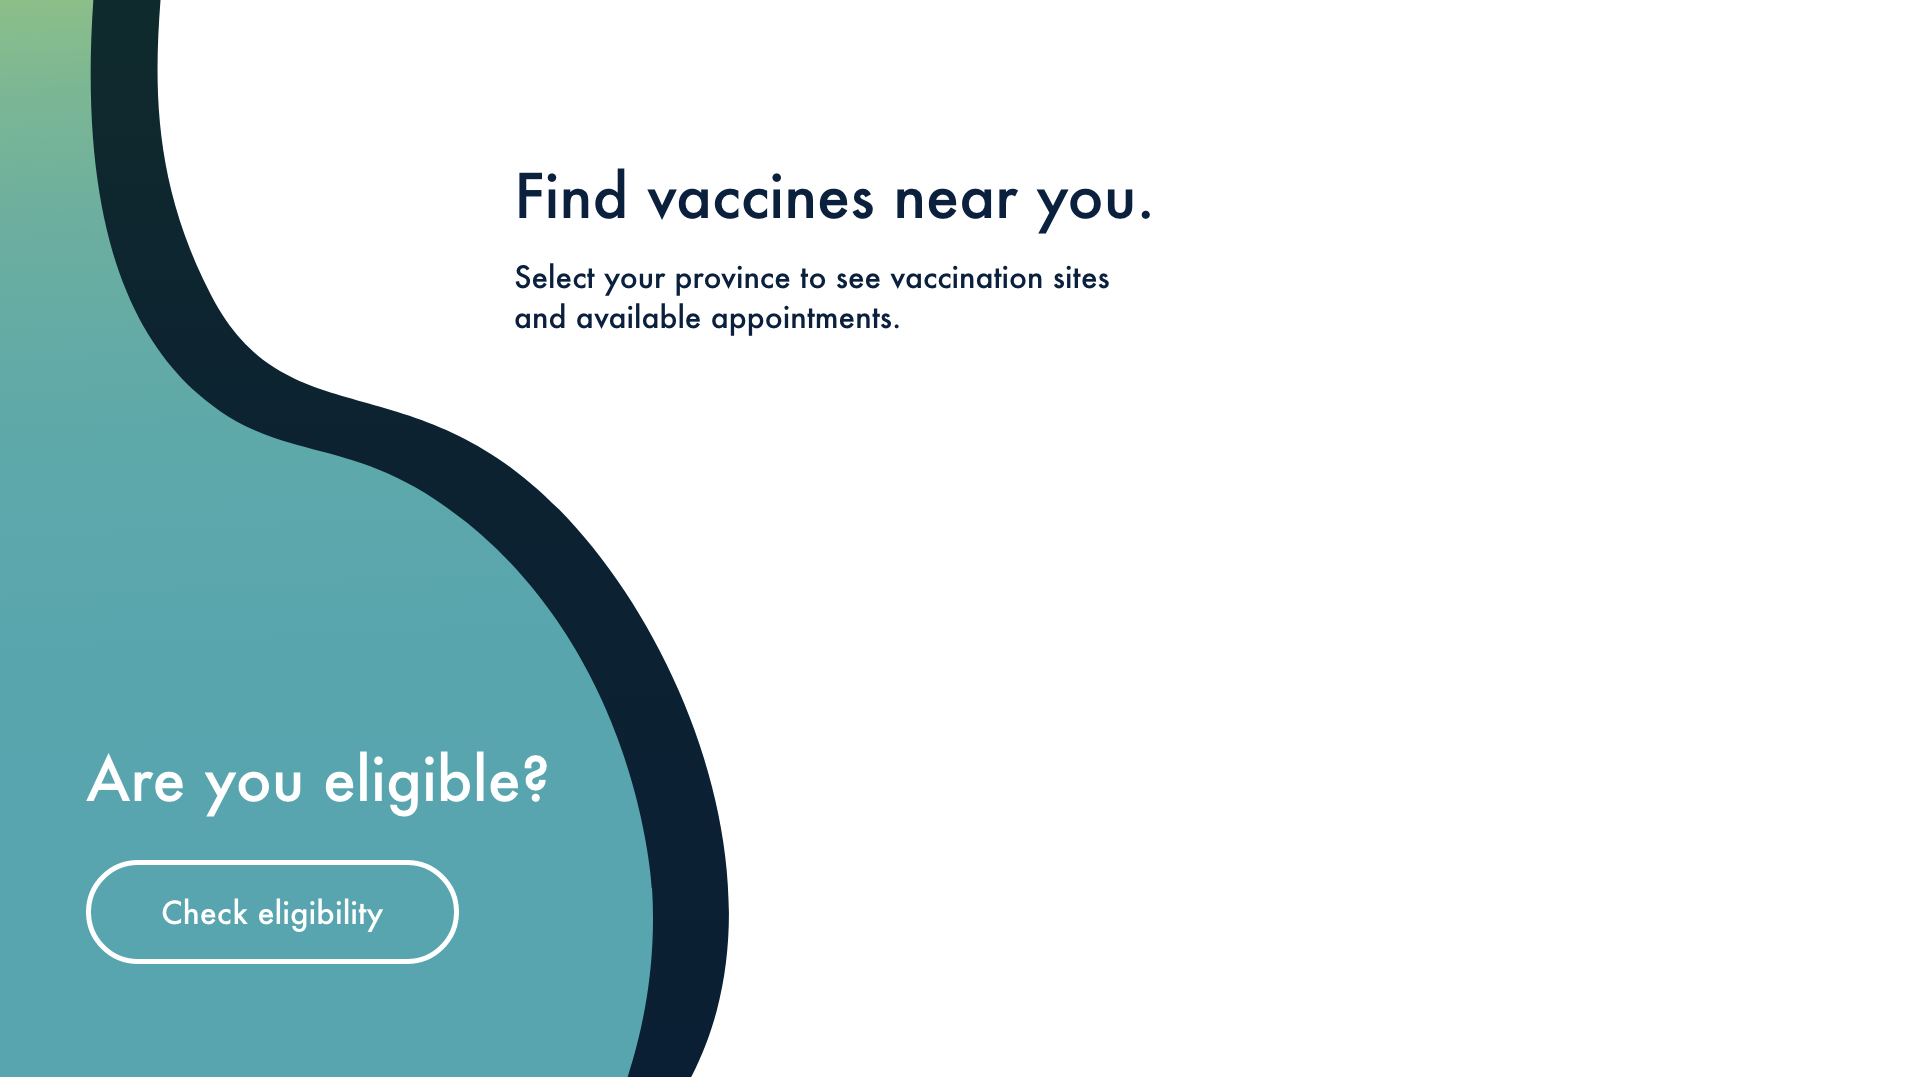 Find vaccines near you.
Select your province to see vaccination sites
and available appointments.
Are you eligible?
Check eligibility